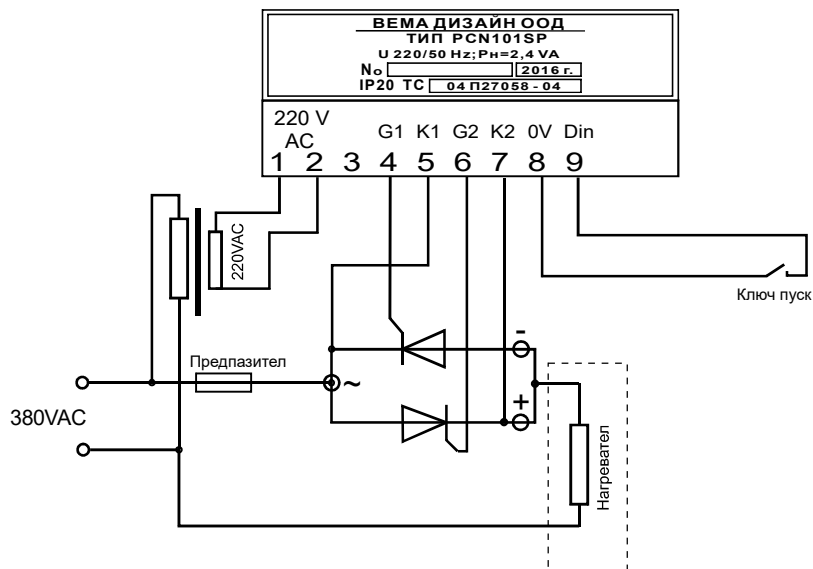 ВЕМА ДИЗАЙН ООД
ТИП PCN101SP
U 220/50 Hz; Pн=2,4 VA
No 2016 г.
IP20 TC 04 П27058 - 04
220 V
AC
G1 K1 G2 K2 0V Din
1 2 3 4 5 6 7 8 9
220VAC
Ключ пуск
Предпазител
-
~
+
380VAC
Нагревател